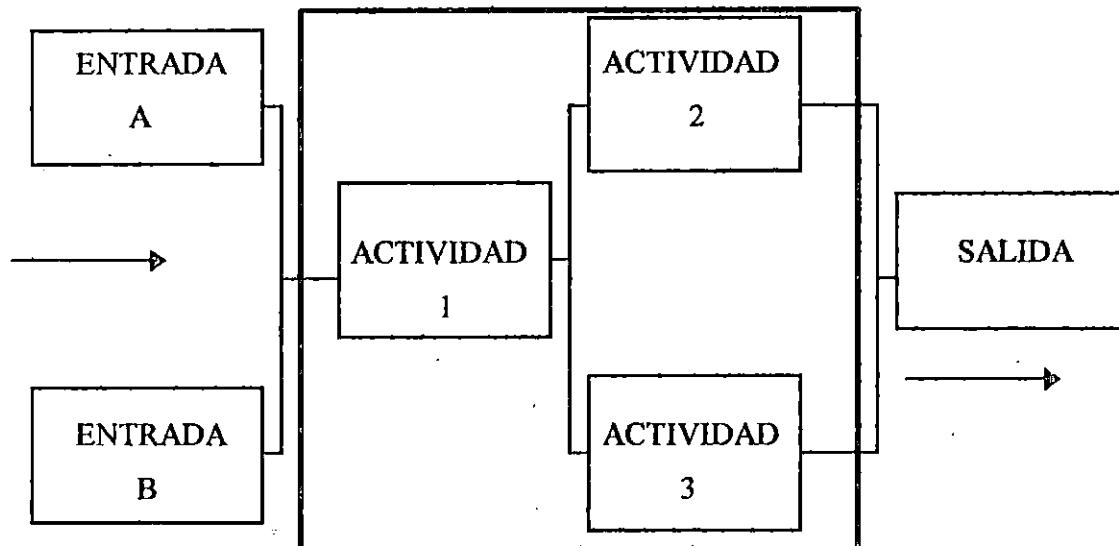 ENTRADA
A
ACTIVIDAD
2
ACTIVIDAD
1
SALIDA
ENTRADA
B
ACTIVIDAD
3